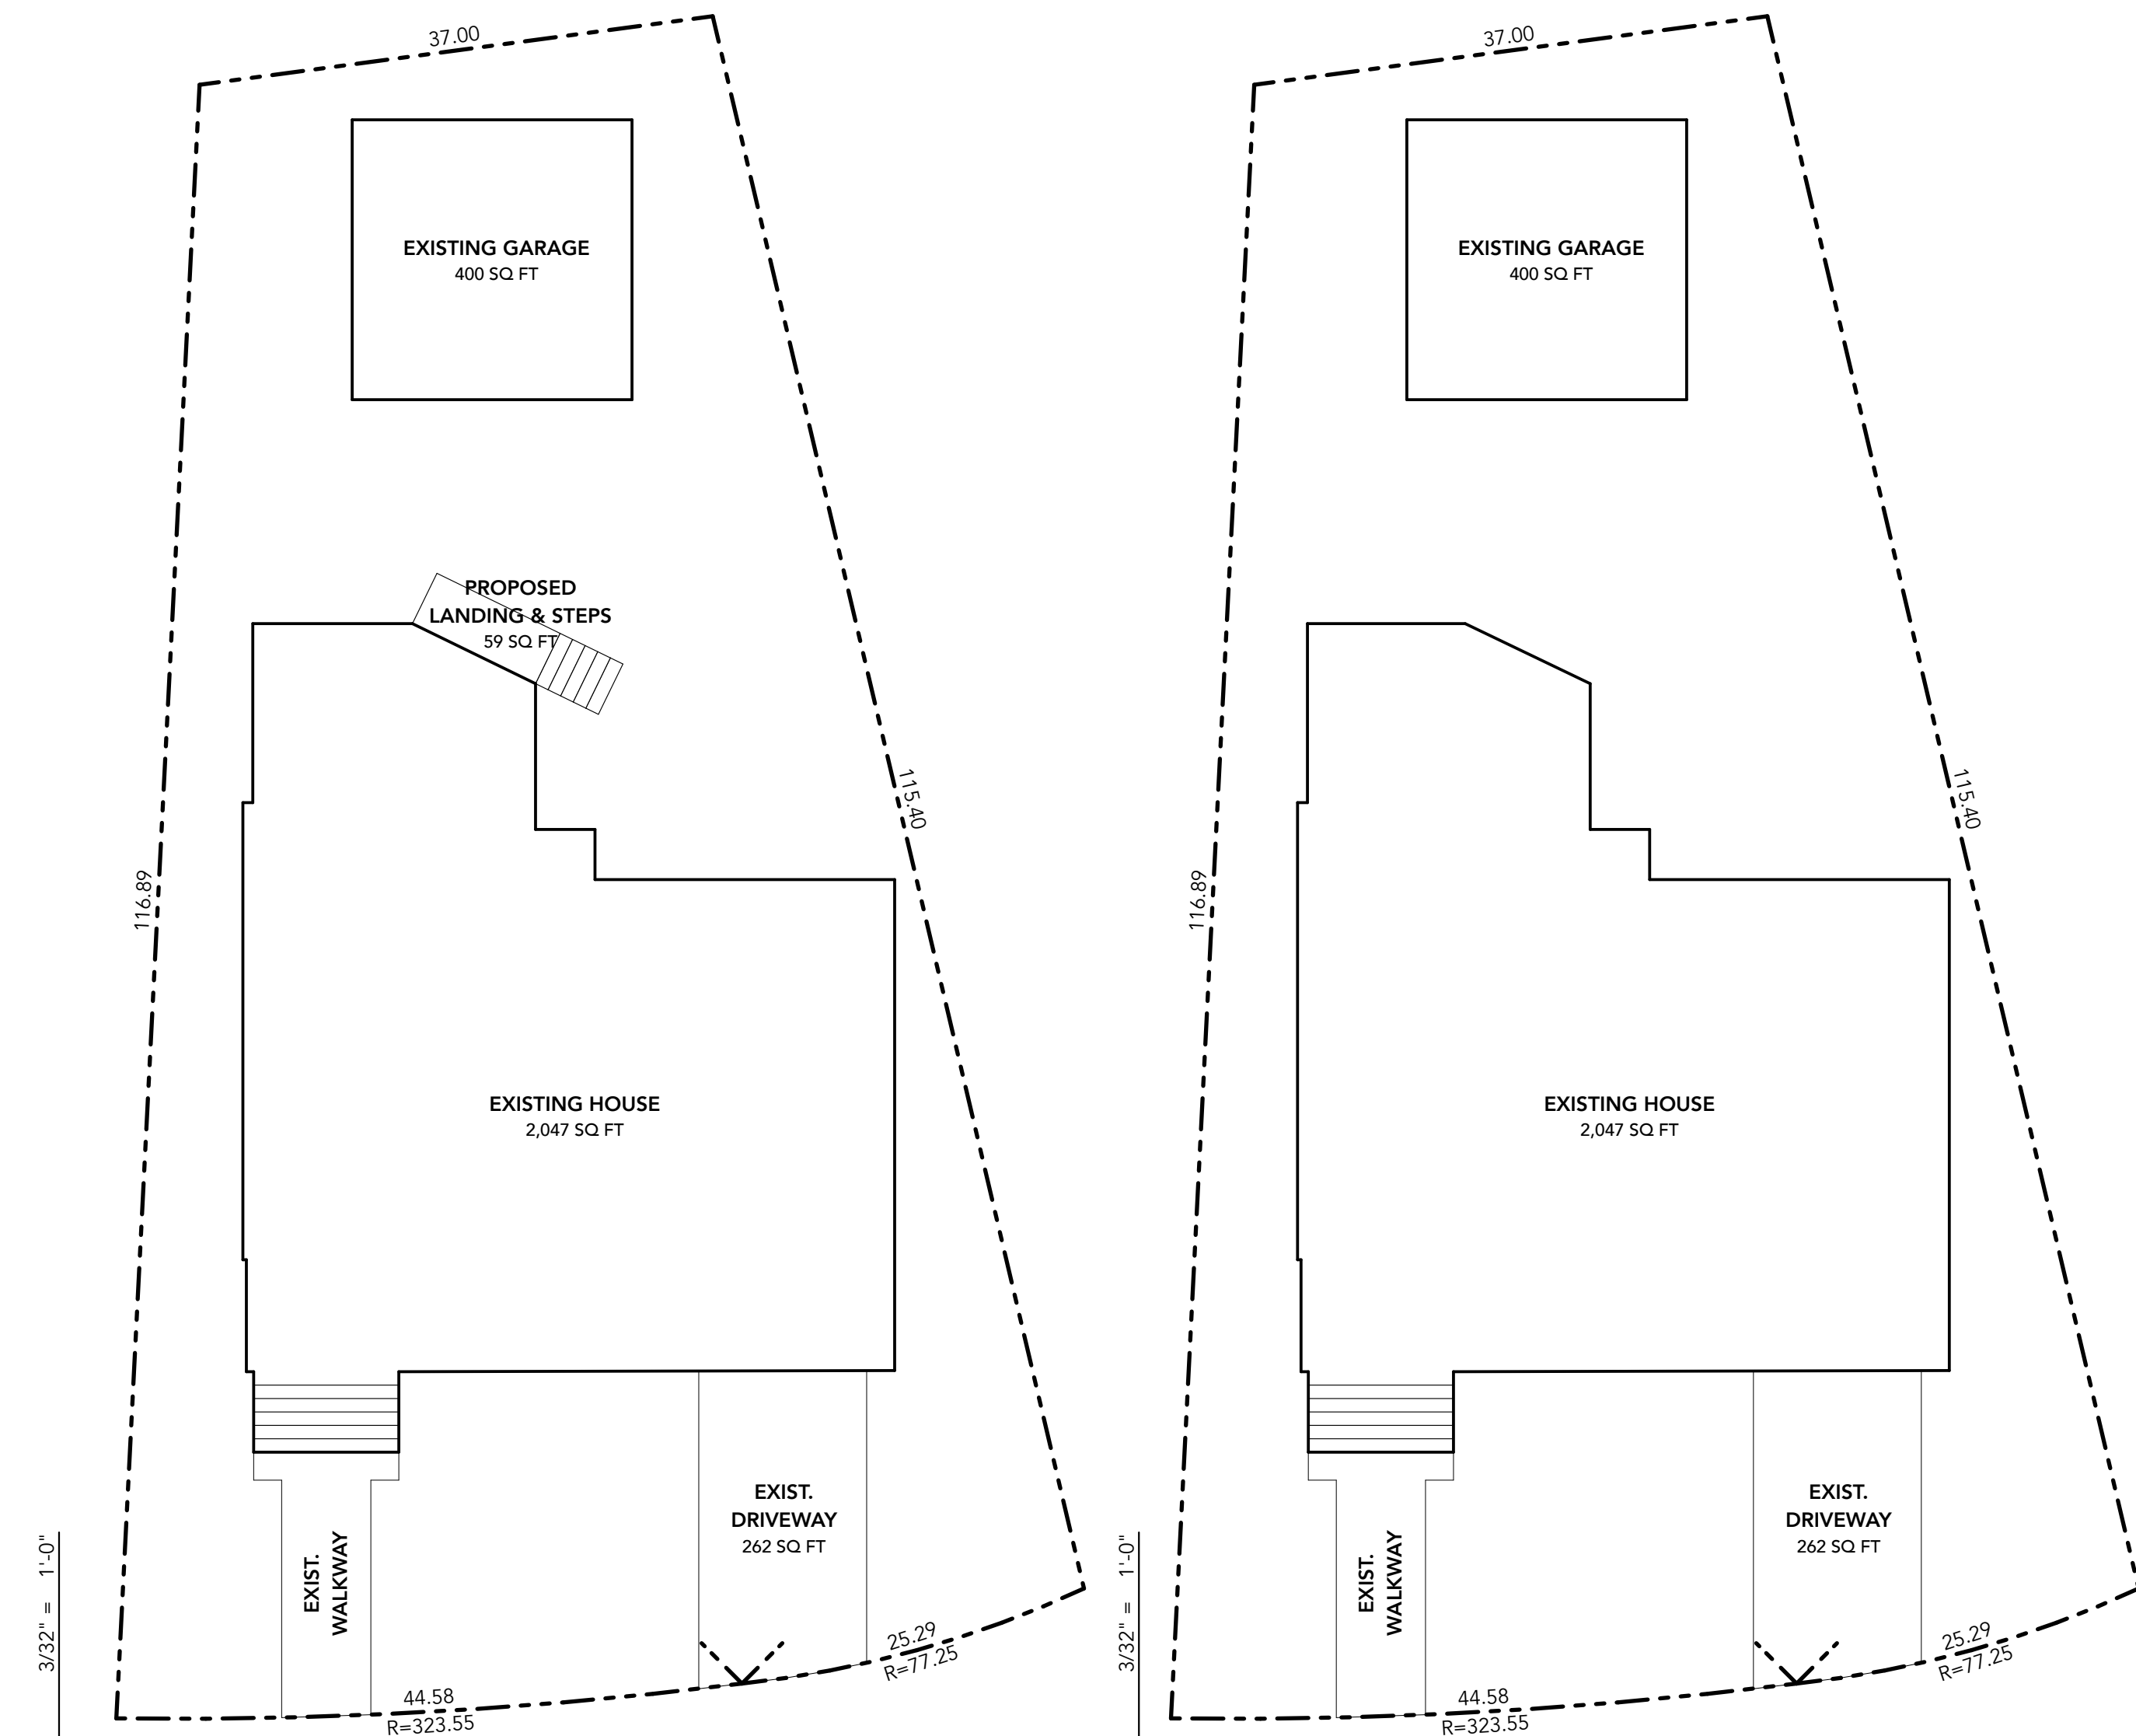 37.00
EXISTING GARAGE
400 SQ FT
PROPOSED
LANDING & STEPS
59 SQ FT
115.40
116.89
EXISTING HOUSE
2,047 SQ FT
EXIST.
DRIVEWAY
262 SQ FT
EXIST.
WALKWAY
3/32" = 1'-0"
25.29
R=77.25
44.58
R=323.55
37.00
EXISTING GARAGE
400 SQ FT
115.40
116.89
EXISTING HOUSE
2,047 SQ FT
EXIST.
DRIVEWAY
262 SQ FT
EXIST.
WALKWAY
3/32" = 1'-0"
25.29
R=77.25
44.58
R=323.55